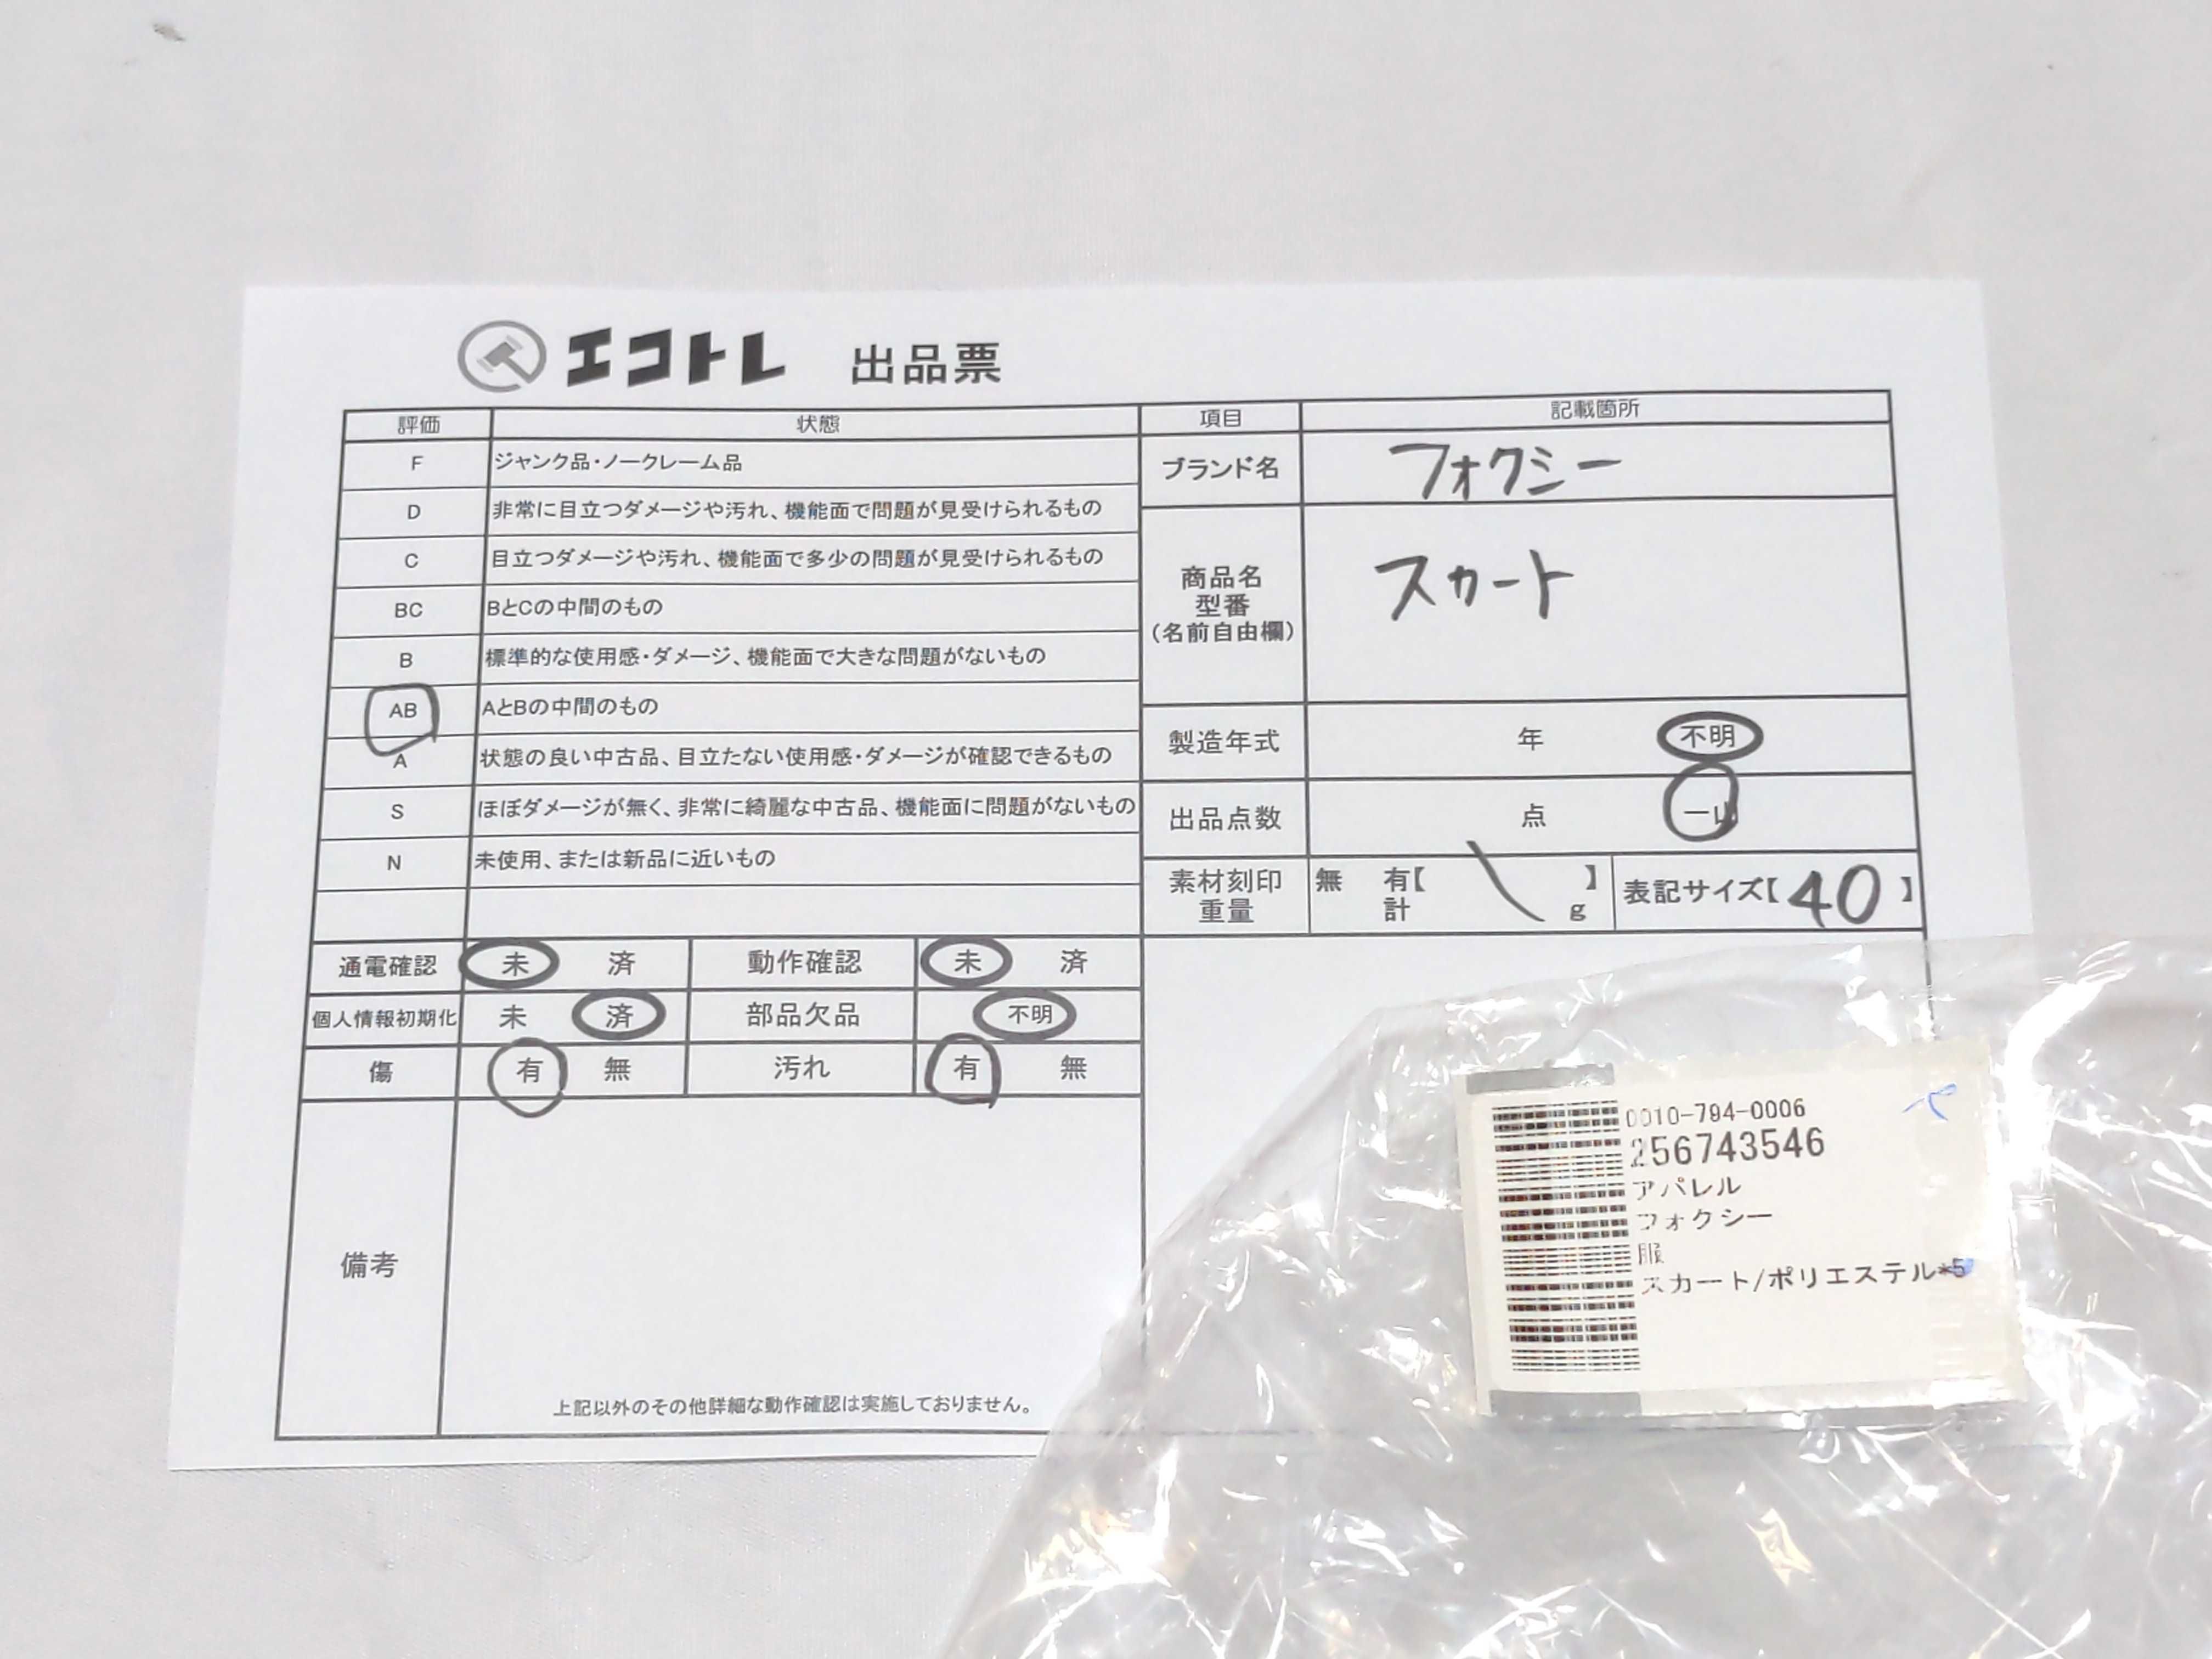 エコトレ 出品票
評価 状態 項目 記載箇所
F ジャンク品・ノークレーム品
D 非常に目立つダメージや汚れ、機能面で問題が見受けられるもの
C 目立つダメージや汚れ、機能面で多少の問題が見受けられるもの
BC BとCの中間のもの
B 標準的な使用感・ダメージ、機能面で大きな問題がないもの
AB AとBの中間のもの
A 状態の良い中古品、目立たない使用感・ダメージが確認できるもの
S ほぼダメージが無く、非常に綺麗な中古品、機能面に問題がないもの
N 未使用、または新品に近いもの
ブランド名 フォクシー
商品名
型番
(名前自由欄)
スカート
製造年式 年 不明
出品点数 点 一山
素材刻印 無 有【 】
重量 計 g
表記サイズ【 40 】
通電確認 未 済 動作確認 未 済
個人情報初期化 未 済 部品欠品 不明
傷 有 無 汚れ 有 無
備考
上記以外のその他詳細な動作確認は実施しておりません。
0010-794-0006
256743546
アパレル
フォクシー
服
スカート/ポリエステル*5